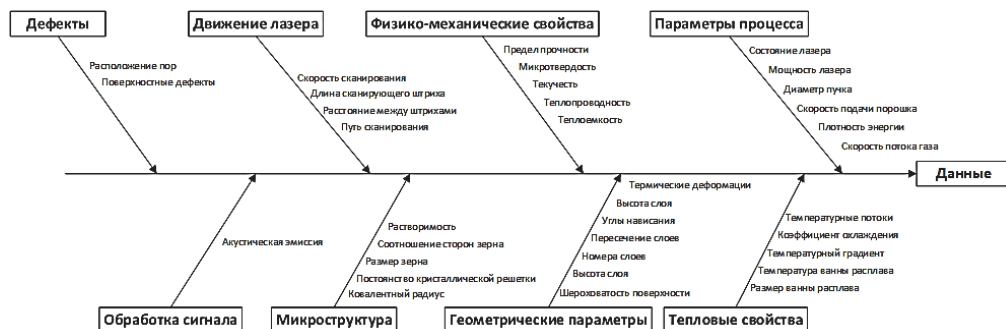 Дефекты
Движение лазера
Физико-механические свойства
Параметры процесса
Расположение пор
Поверхностные дефекты
Скорость сканирования
Длина сканирующего штриха
Расстояние между штрихами
Путь сканирования
Предел прочности
Микротвердость
Текучесть
Теплопроводность
Теплоемкость
Состояние лазера
Мощность лазера
Диаметр пучка
Скорость подачи порошка
Плотность энергии
Скорость потока газа
Данные
Акустическая эмиссия
Растворимость
Соотношение сторон зерна
Размер зерна
Постоянство кристаллической решетки
Ковалентный радиус
Термические деформации
Высота слоя
Углы нависания
Пересечение слоев
Номера слоев
Высота слоя
Шероховатость поверхности
Температурные потоки
Коэффициент охлаждения
Температурный градиент
Температура ванны расплава
Размер ванны расплава
Обработка сигнала
Микроструктура
Геометрические параметры
Тепловые свойства